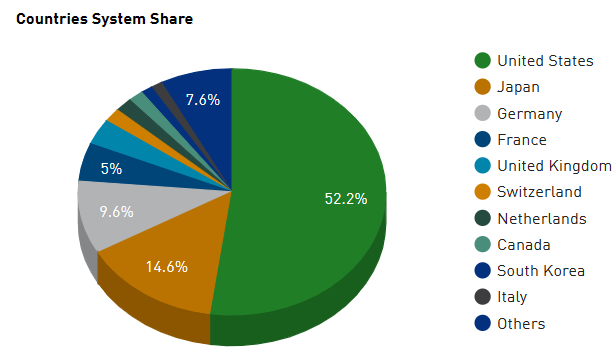 Countries System Share
7.6%
5%
9.6%
14.6%
52.2%
United States
Japan
Germany
France
United Kingdom
Switzerland
Netherlands
Canada
South Korea
Italy
Others